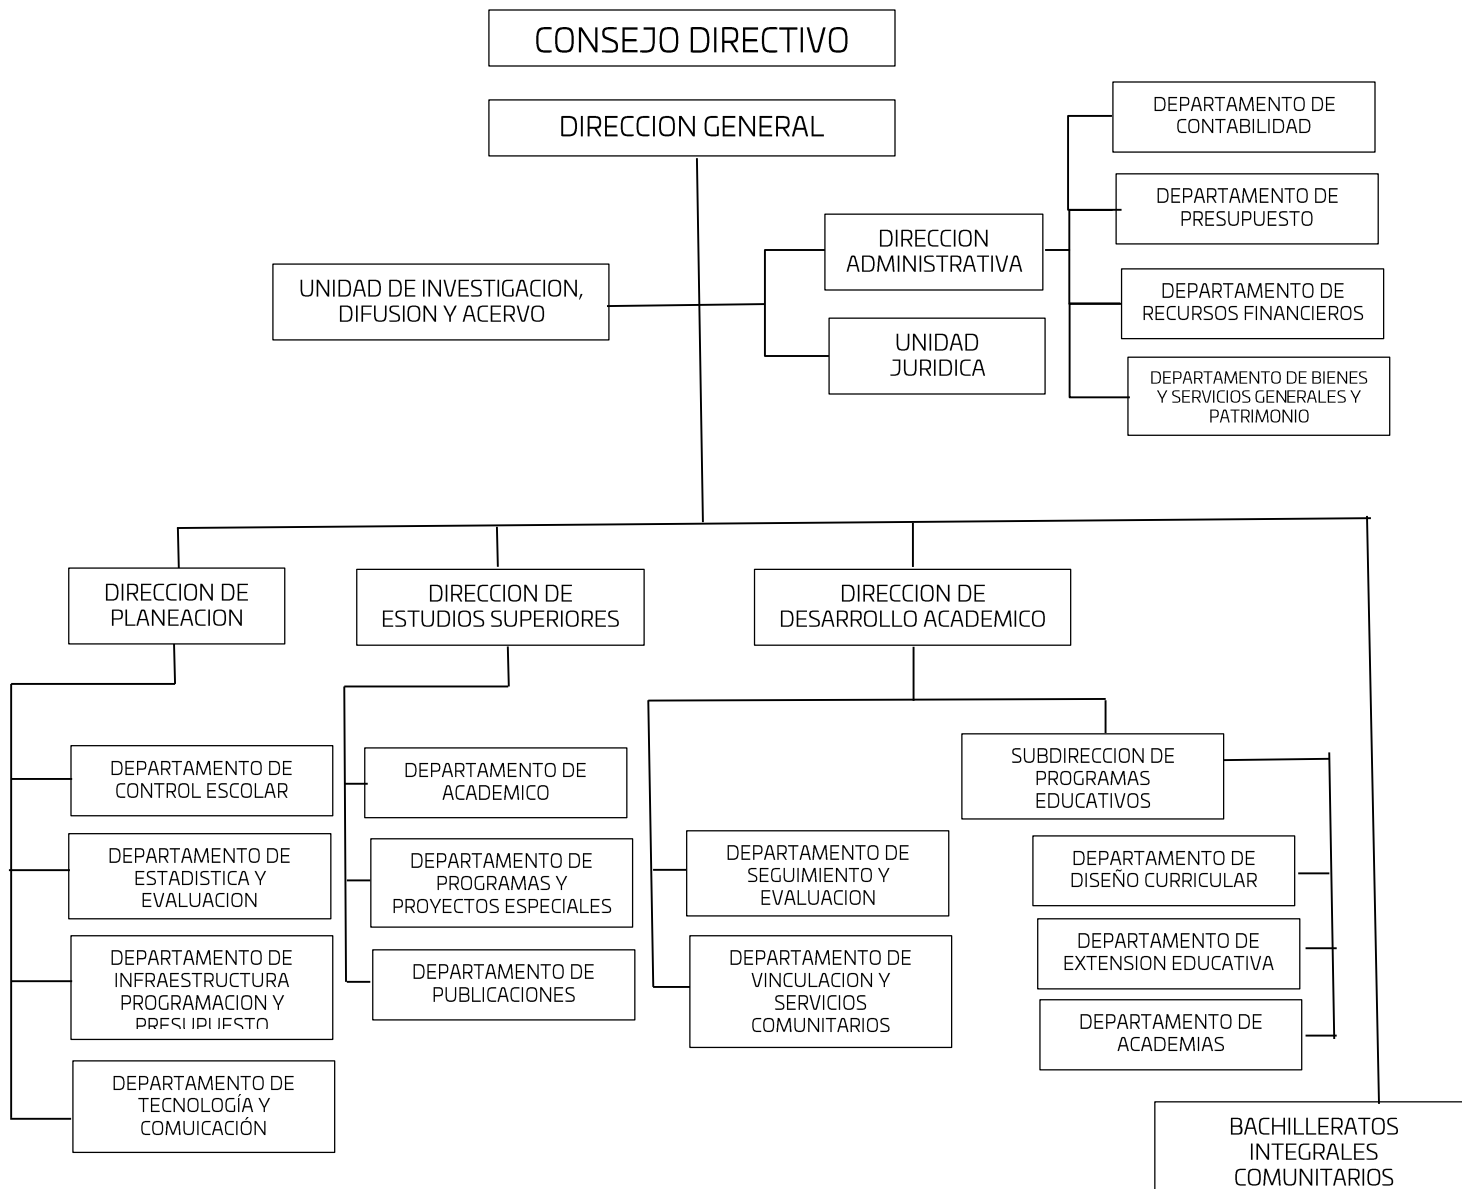 CONSEJO DIRECTIVO
DIRECCION GENERAL
DEPARTAMENTO DE
CONTABILIDAD
DEPARTAMENTO DE
PRESUPUESTO
DIRECCION
ADMINISTRATIVA
UNIDAD DE INVESTIGACION,
DIFUSION Y ACERVO
DEPARTAMENTO DE
RECURSOS FINANCIEROS
UNIDAD
JURIDICA
DEPARTAMENTO DE BIENES
Y SERVICIOS GENERALES Y
PATRIMONIO
DIRECCION DE
PLANEACION
DIRECCION DE
ESTUDIOS SUPERIORES
DIRECCION DE
DESARROLLO ACADEMICO
DEPARTAMENTO DE
CONTROL ESCOLAR
DEPARTAMENTO DE
ESTADISTICA Y
EVALUACION
DEPARTAMENTO DE
INFRAESTRUCTURA
PROGRAMACION Y
PRESUPUESTO
DEPARTAMENTO DE
TECNOLOGÍA Y
COMUICACIÓN
DEPARTAMENTO DE
ACADEMICO
DEPARTAMENTO DE
PROGRAMAS Y
PROYECTOS ESPECIALES
DEPARTAMENTO DE
PUBLICACIONES
DEPARTAMENTO DE
SEGUIMIENTO Y
EVALUACION
DEPARTAMENTO DE
VINCULACION Y
SERVICIOS
COMUNITARIOS
SUBDIRECCION DE
PROGRAMAS
EDUCATIVOS
DEPARTAMENTO DE
DISEÑO CURRICULAR
DEPARTAMENTO DE
EXTENSION EDUCATIVA
DEPARTAMENTO DE
ACADEMIAS
BACHILLERATOS
INTEGRALES
COMUNITARIOS